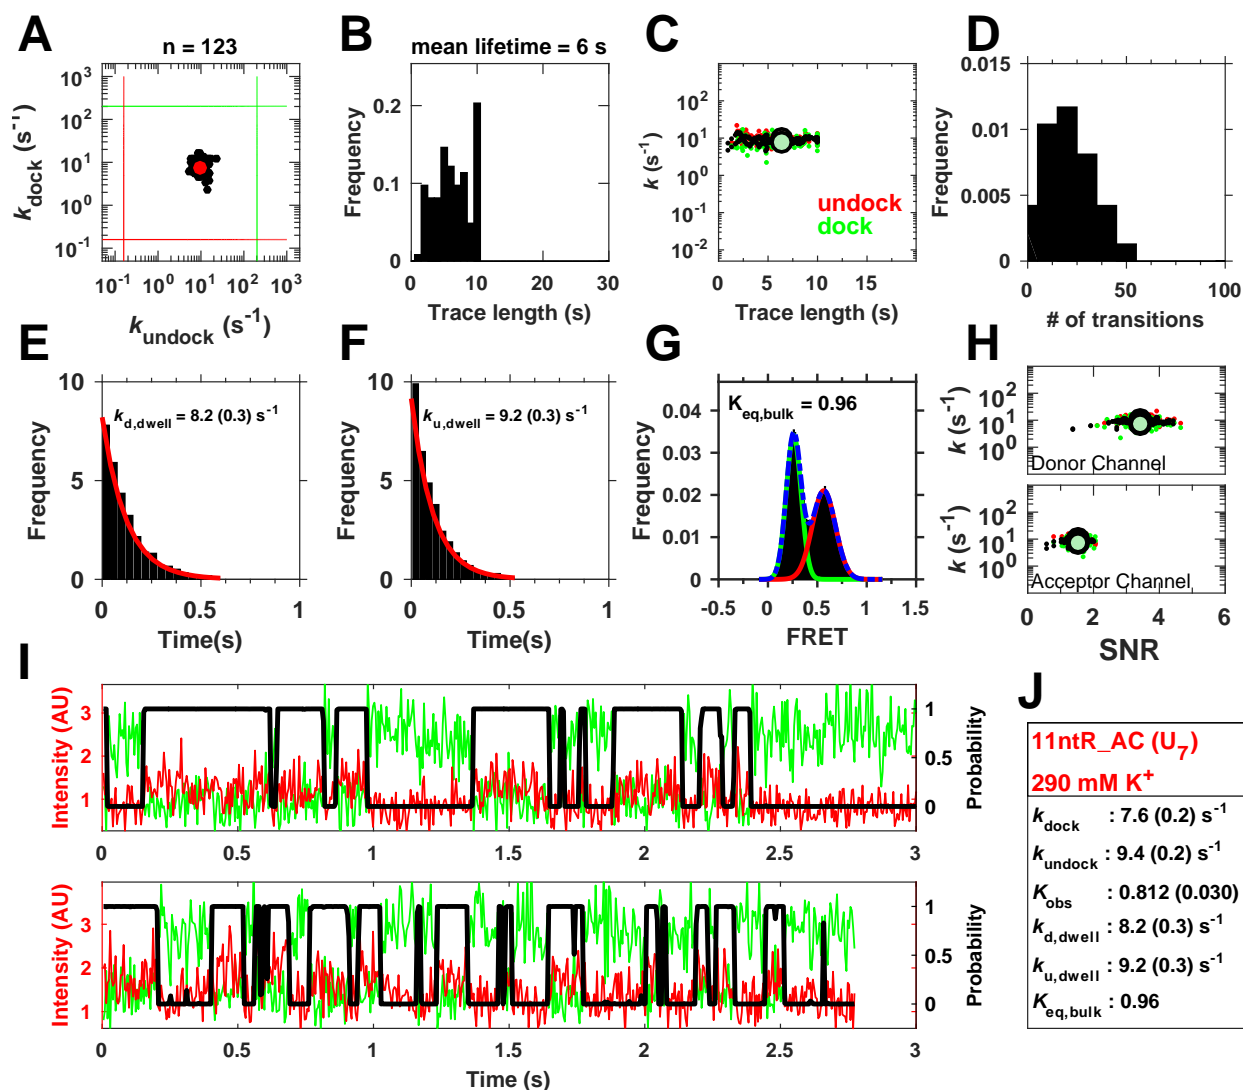 A
n = 123
10³
10²
10¹
10⁰
10⁻¹
k_dock (s⁻¹)
10⁻¹ 10⁰ 10¹ 10² 10³
k_undock (s⁻¹)
B
mean lifetime = 6 s
0.2
0.1
0
Frequency
0 10 20 30
Trace length (s)
C
10²
10⁰
10⁻²
k (s⁻¹)
undock
dock
0 5 10 15
Trace length (s)
D
0.015
0.01
0.005
0
Frequency
0 50 100
# of transitions
E
10
5
0
Frequency
k_d,dwell = 8.2 (0.3) s⁻¹
0 0.5 1
Time(s)
F
10
5
0
Frequency
k_u,dwell = 9.2 (0.3) s⁻¹
0 0.5 1
Time(s)
G
K_eq,bulk = 0.96
0.04
0.03
0.02
0.01
0
Frequency
-0.5 0 0.5 1 1.5
FRET
H
10²
10⁰
k (s⁻¹)
Donor Channel
10²
10⁰
k (s⁻¹)
Acceptor Channel
0 2 4 6
SNR
I
Intensity (AU)
3
2
1
1
0.5
0
Probability
0 0.5 1 1.5 2 2.5 3
Intensity (AU)
3
2
1
1
0.5
0
Probability
0 0.5 1 1.5 2 2.5 3
Time (s)
J
11ntR_AC (U₇)
290 mM K⁺
k_dock : 7.6 (0.2) s⁻¹
k_undock : 9.4 (0.2) s⁻¹
K_obs : 0.812 (0.030)
k_d,dwell : 8.2 (0.3) s⁻¹
k_u,dwell : 9.2 (0.3) s⁻¹
K_eq,bulk : 0.96